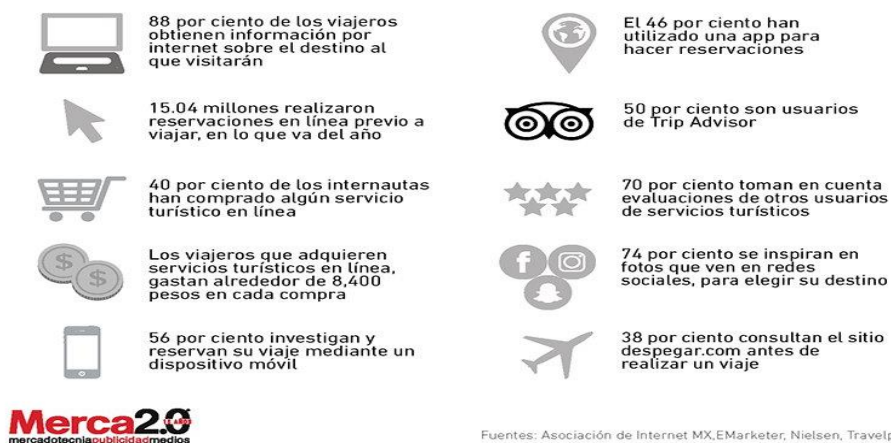 88 por ciento de los viajeros
obtienen información por
internet sobre el destino al
que visitarán
15.04 millones realizaron
reservaciones en línea previo a
viajar, en lo que va del año
40 por ciento de los internautas
han comprado algún servicio
turístico en línea
Los viajeros que adquieren
servicios turísticos en línea,
gastan alrededor de 8,400
pesos en cada compra
56 por ciento investigan y
reservan su viaje mediante un
dispositivo móvil
El 46 por ciento han
utilizado una app para
hacer reservaciones
50 por ciento son usuarios
de Trip Advisor
70 por ciento toman en cuenta
evaluaciones de otros usuarios
de servicios turísticos
74 por ciento se inspiran en
fotos que ven en redes
sociales, para elegir su destino
38 por ciento consultan el sitio
despegar.com antes de
realizar un viaje
Merca2.0
mercadotecniapublicidadmedios
Fuentes: Asociación de Internet MX,EMarketer, Nielsen,